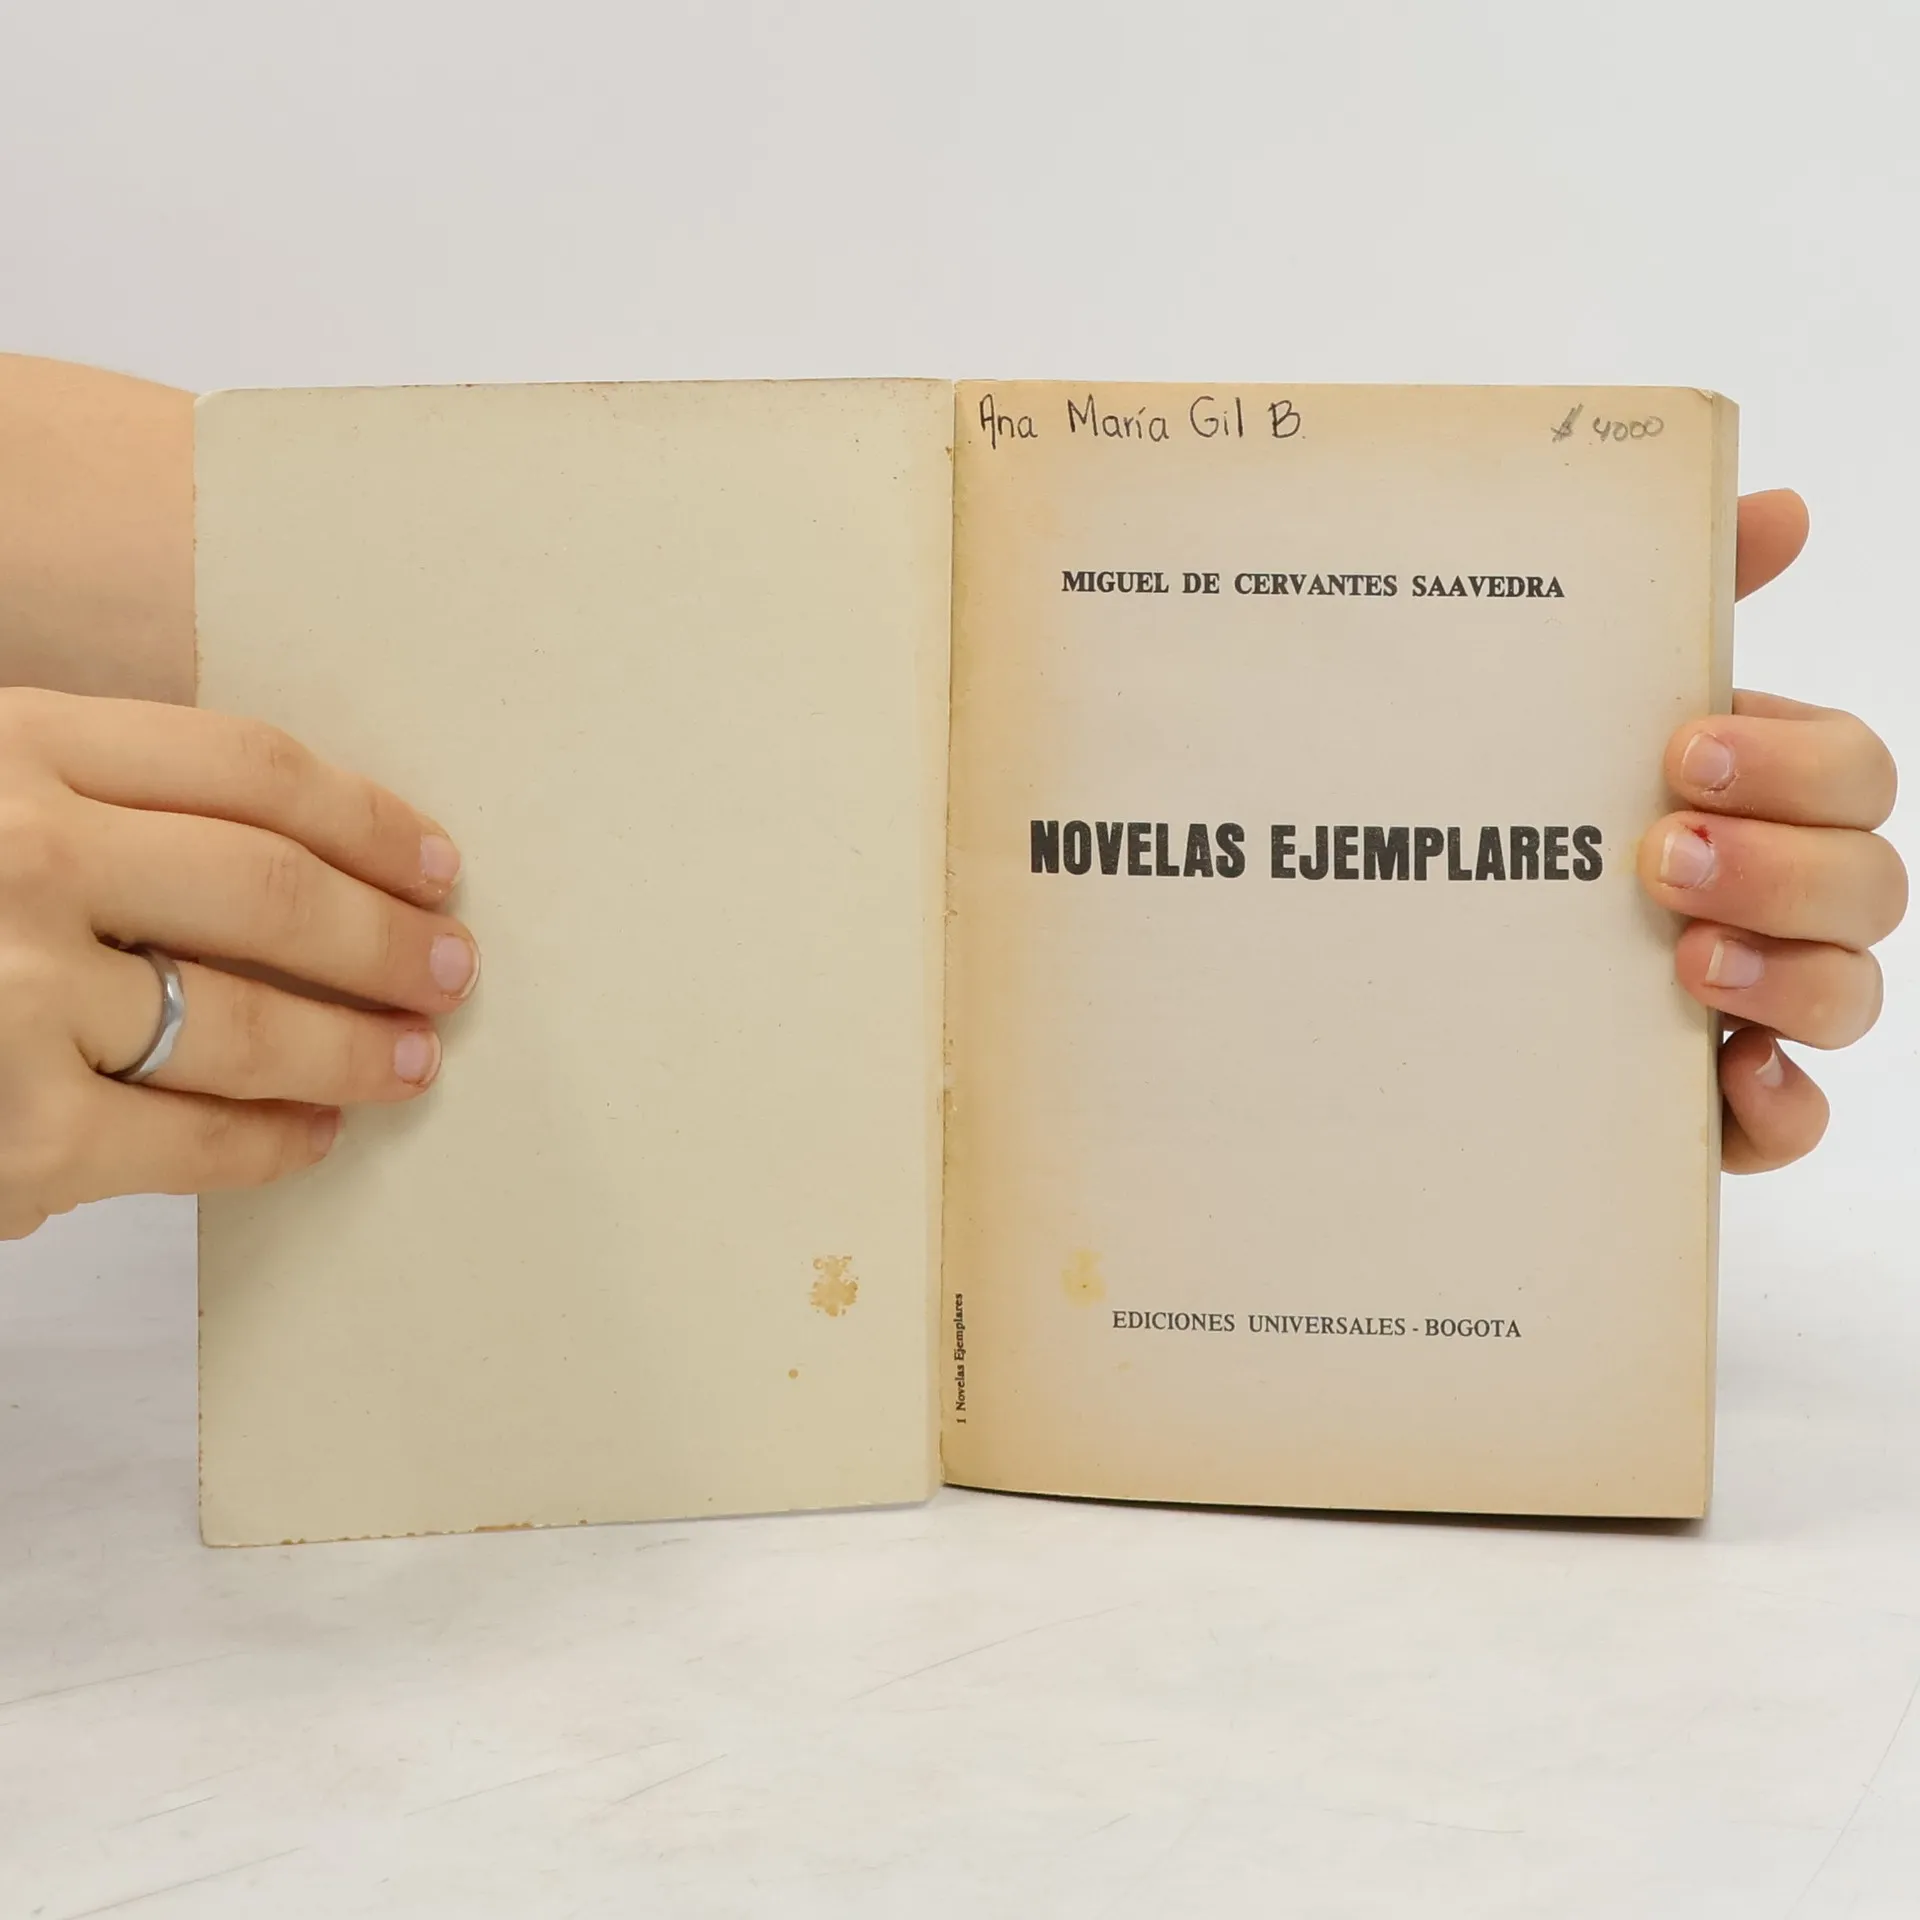 Ana María Gil B.
$ 4000
MIGUEL DE CERVANTES SAAVEDRA
NOVELAS EJEMPLARES
EDICIONES UNIVERSALES - BOGOTA
1 Novelas Ejemplares